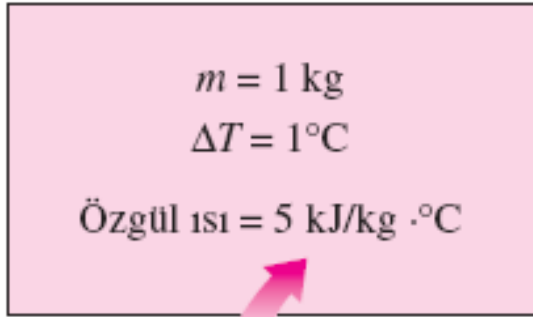 m = 1 kg
ΔT = 1°C
Özgül ısı = 5 kJ/kg ·°C